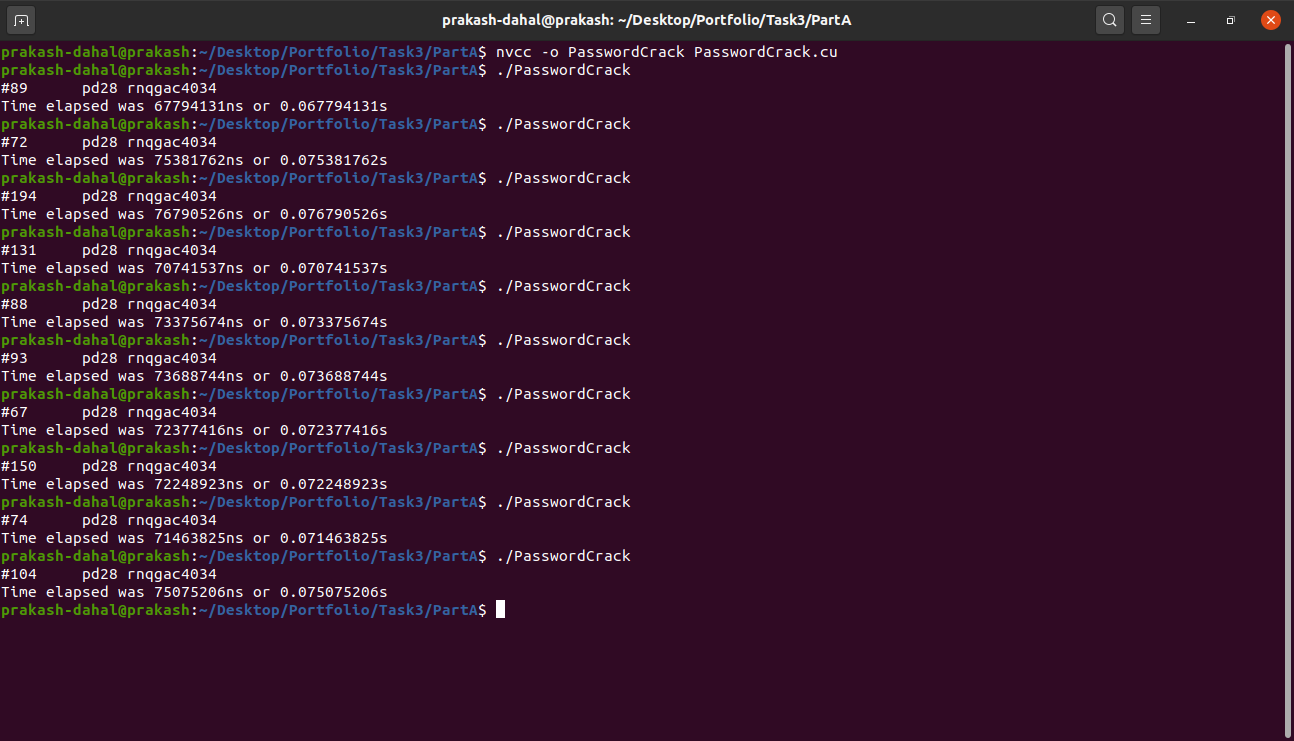 prakash-dahal@prakash: ~/Desktop/Portfolio/Task3/PartA
prakash-dahal@prakash:~/Desktop/Portfolio/Task3/PartA$ nvcc -o PasswordCrack PasswordCrack.cu
prakash-dahal@prakash:~/Desktop/Portfolio/Task3/PartA$ ./PasswordCrack
#89      pd28 rnqgac4034
Time elapsed was 67794131ns or 0.067794131s
prakash-dahal@prakash:~/Desktop/Portfolio/Task3/PartA$ ./PasswordCrack
#72      pd28 rnqgac4034
Time elapsed was 75381762ns or 0.075381762s
prakash-dahal@prakash:~/Desktop/Portfolio/Task3/PartA$ ./PasswordCrack
#194     pd28 rnqgac4034
Time elapsed was 76790526ns or 0.076790526s
prakash-dahal@prakash:~/Desktop/Portfolio/Task3/PartA$ ./PasswordCrack
#131     pd28 rnqgac4034
Time elapsed was 70741537ns or 0.070741537s
prakash-dahal@prakash:~/Desktop/Portfolio/Task3/PartA$ ./PasswordCrack
#88      pd28 rnqgac4034
Time elapsed was 73375674ns or 0.073375674s
prakash-dahal@prakash:~/Desktop/Portfolio/Task3/PartA$ ./PasswordCrack
#93      pd28 rnqgac4034
Time elapsed was 73688744ns or 0.073688744s
prakash-dahal@prakash:~/Desktop/Portfolio/Task3/PartA$ ./PasswordCrack
#67      pd28 rnqgac4034
Time elapsed was 72377416ns or 0.072377416s
prakash-dahal@prakash:~/Desktop/Portfolio/Task3/PartA$ ./PasswordCrack
#150     pd28 rnqgac4034
Time elapsed was 72248923ns or 0.072248923s
prakash-dahal@prakash:~/Desktop/Portfolio/Task3/PartA$ ./PasswordCrack
#74      pd28 rnqgac4034
Time elapsed was 71463825ns or 0.071463825s
prakash-dahal@prakash:~/Desktop/Portfolio/Task3/PartA$ ./PasswordCrack
#104     pd28 rnqgac4034
Time elapsed was 75075206ns or 0.075075206s
prakash-dahal@prakash:~/Desktop/Portfolio/Task3/PartA$